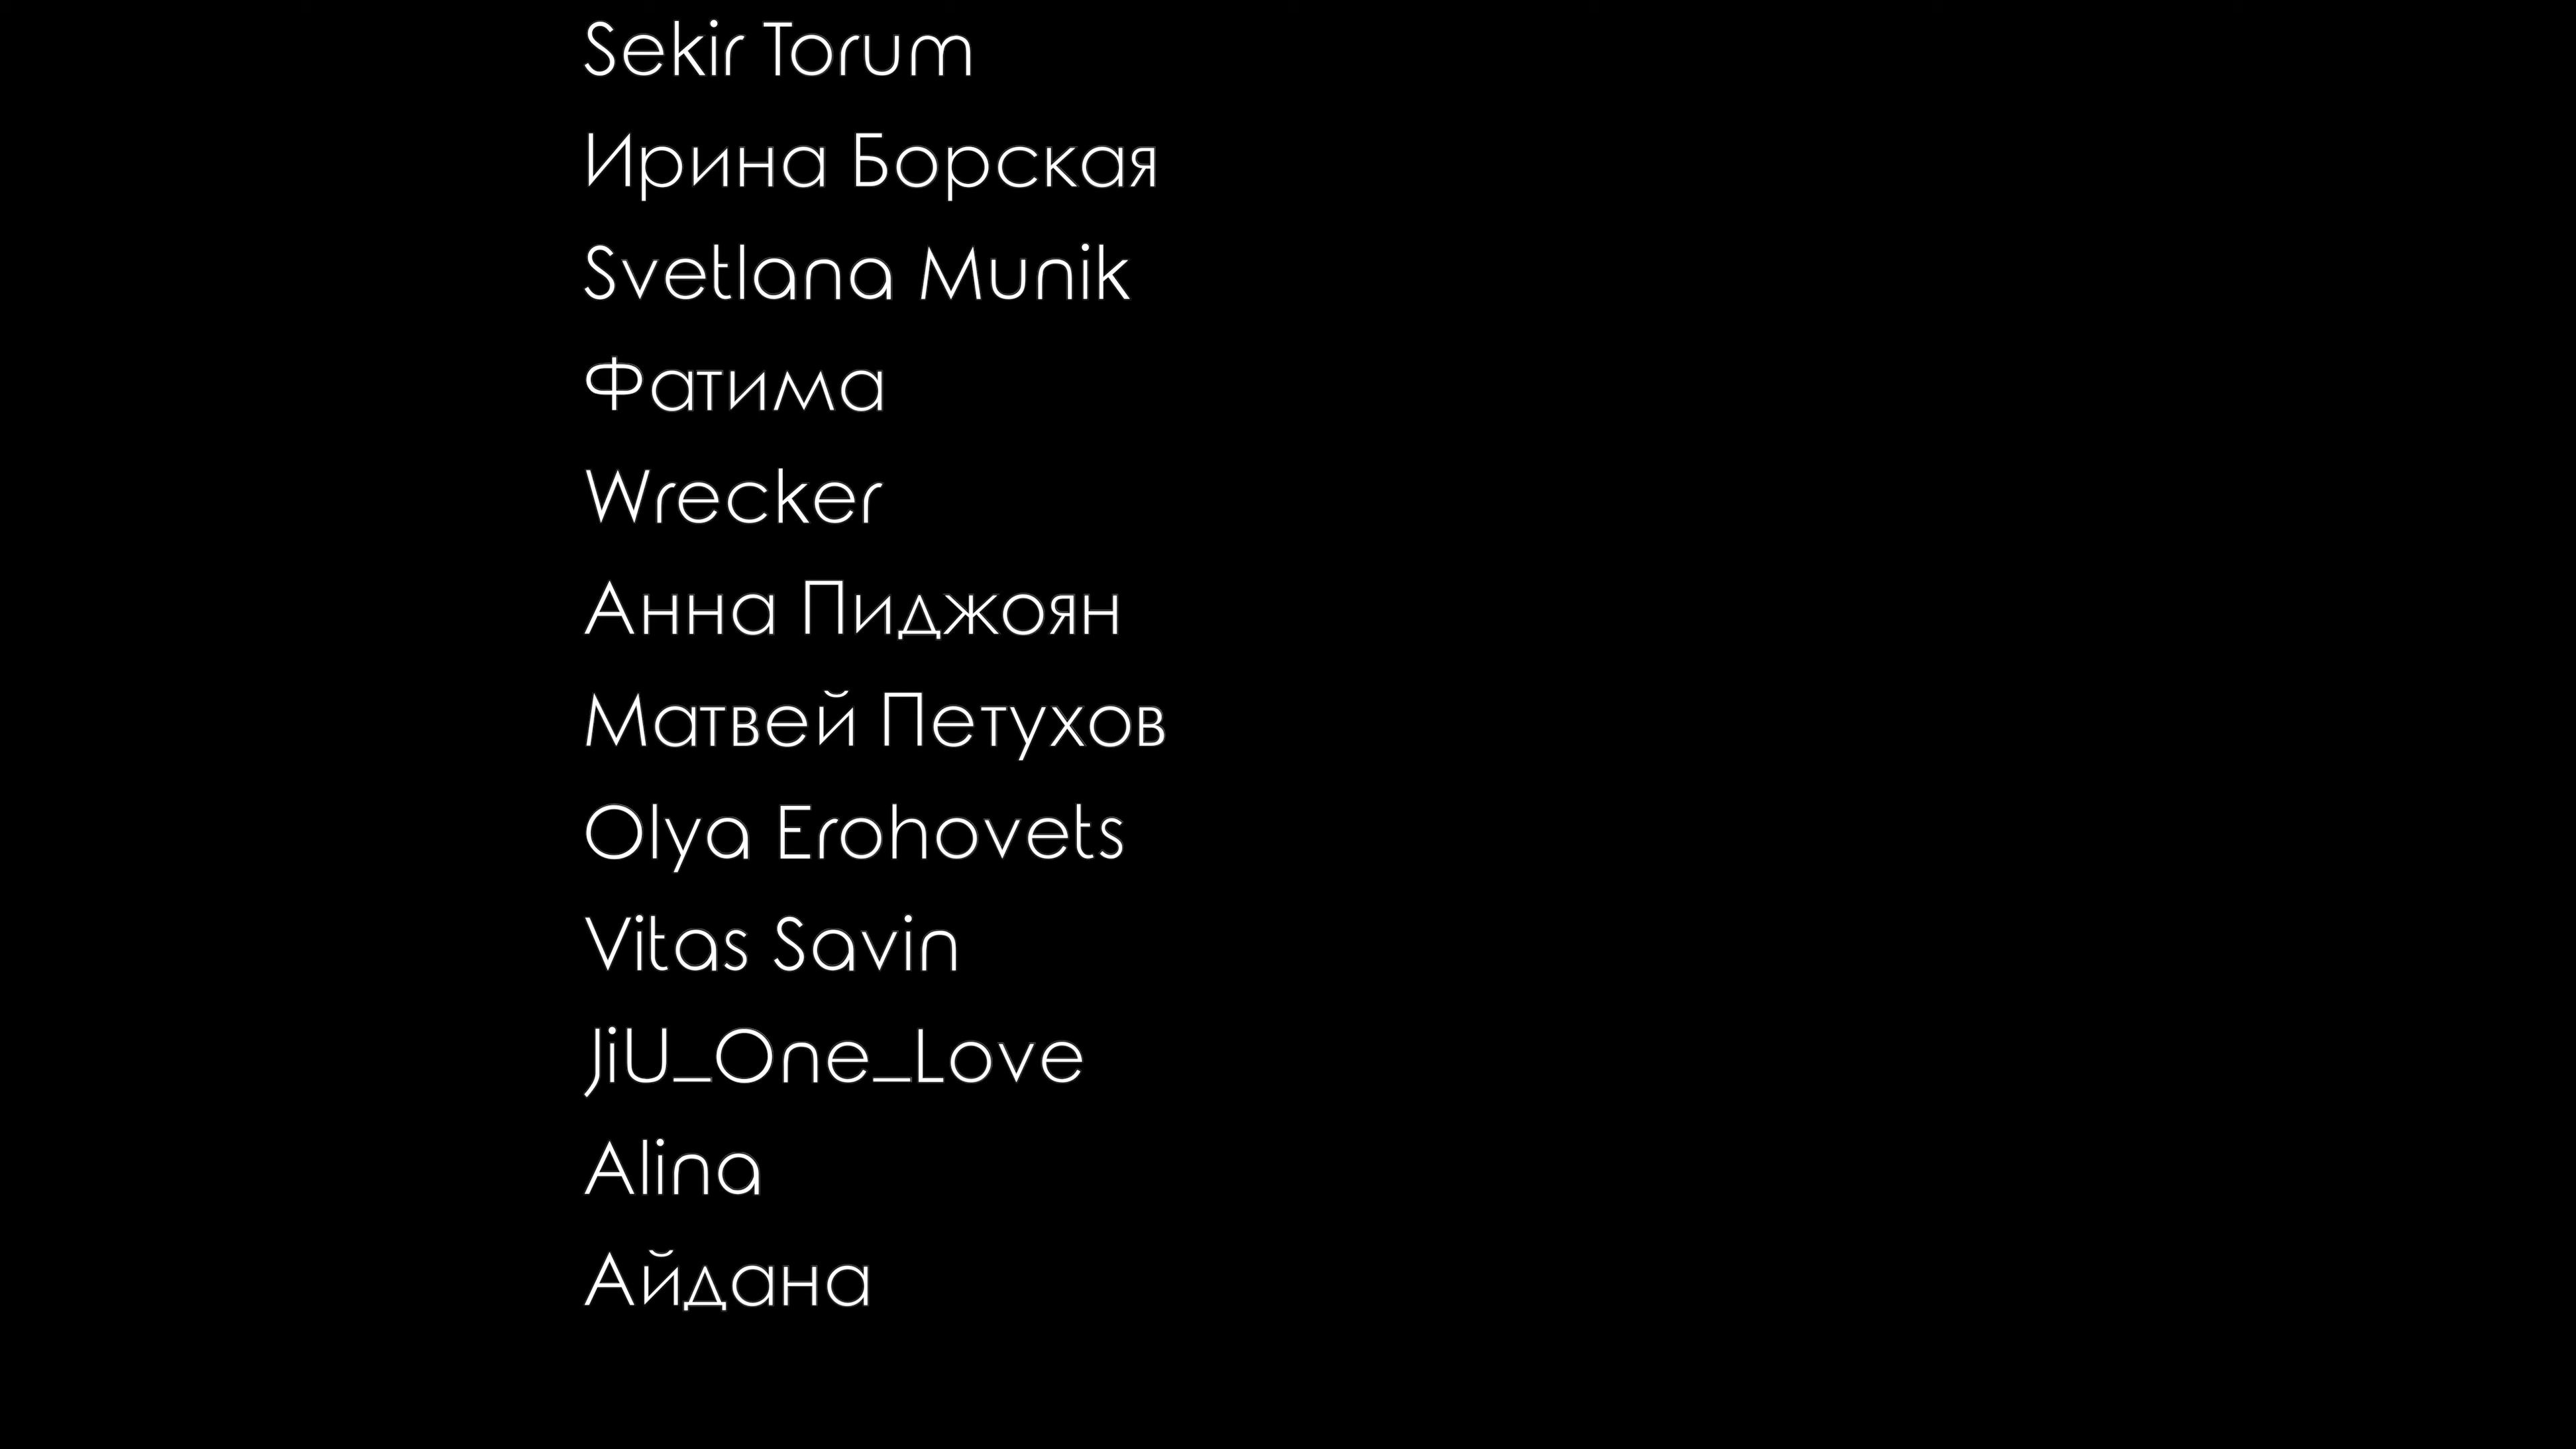 Sekir Torum
Ирина Борская
Svetlana Munik
Фатима
Wrecker
Анна Пиджоян
Матвей Петухов
Olya Erohovets
Vitas Savin
JiU_One_Love
Alina
Айдана